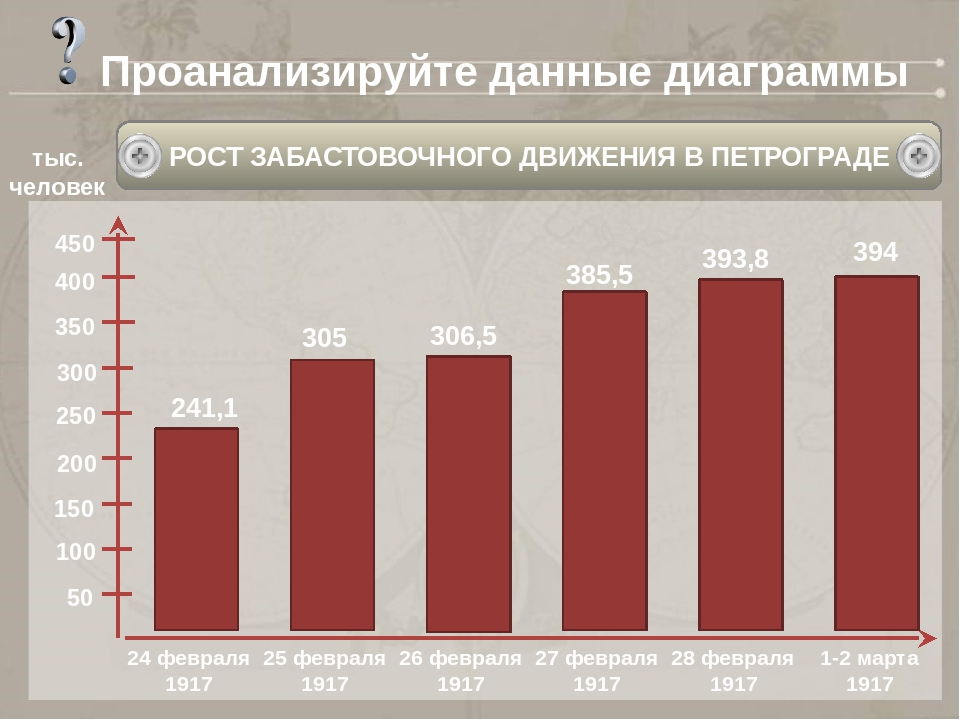 Проанализируйте данные диаграммы
РОСТ ЗАБАСТОВОЧНОГО ДВИЖЕНИЯ В ПЕТРОГРАДЕ
тыс.
человек
450
400
350
300
250
200
150
100
50
241,1
305
306,5
385,5
393,8
394
24 февраля
1917
25 февраля
1917
26 февраля
1917
27 февраля
1917
28 февраля
1917
1-2 марта
1917